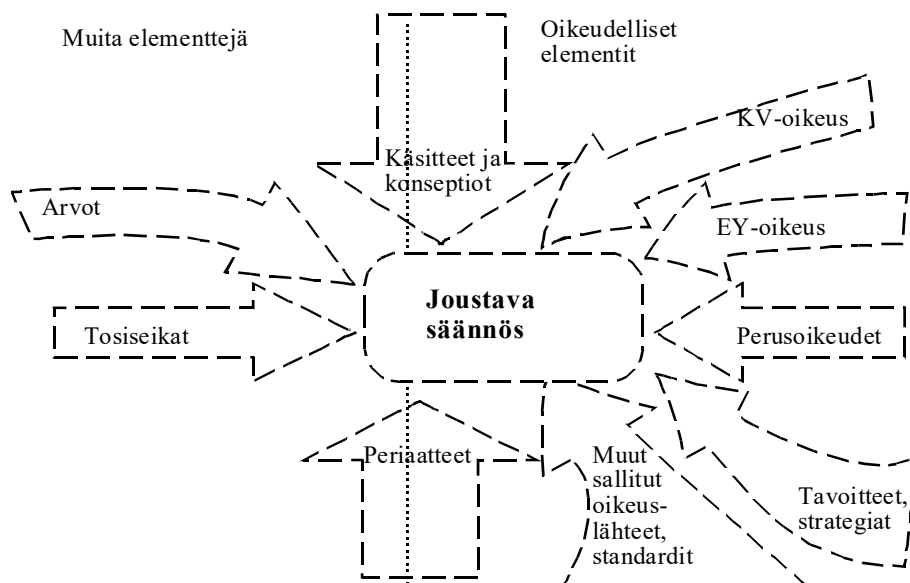 Muita elementtejä
Oikeudelliset
elementit
KV-oikeus
Käsitteet ja
konseptiot
Arvot
EY-oikeus
Joustava
säännös
Tosiseikat
Perusoikeudet
Periaatteet
Muut
sallitut
oikeus-
lähteet,
standardit
Tavoitteet,
strategiat